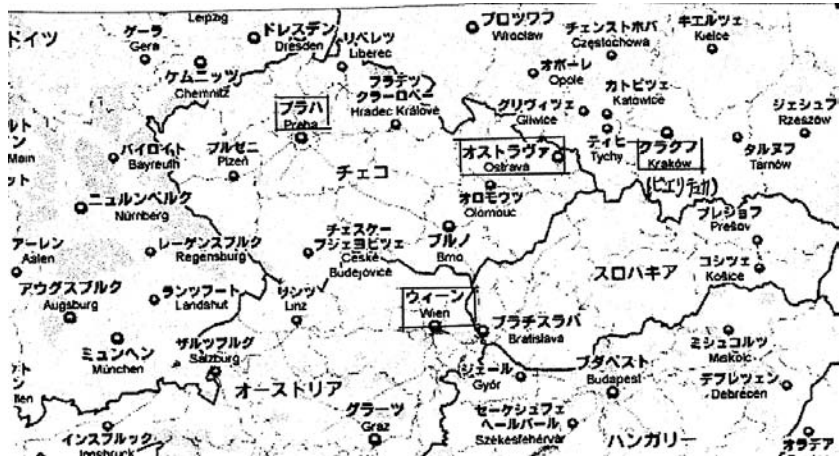 Leipzig
ドレスデン
Dresden
ゲーラ
Gera
ドイツ
ケムニッツ
Chemnitz
リベレツ
Liberec
ブロツワフ
Wrocław
チェンストホバ
Częstochowa
キエルツェ
Kielce
オポーレ
Opole
カトビツェ
Katowice
フラデツ
クラーロベー
Hradec Králové
グリヴィツェ
Gliwice
プラハ
Praha
ジェシュフ
Rzeszów
バイロイト
Bayreuth
プルゼニ
Plzeň
チェコ
オストラヴァ
Ostrava
ティヒ
Tychy
クラクフ
Kraków
タルヌフ
Tarnów
Main
ニュルンベルク
Nürnberg
オロモウツ
Olomouc
(ビエリチュカ)
プレショフ
Prešov
アーレン
Aalen
レーゲンスブルク
Regensburg
チェスケー
ブジェヨビツェ
České
Budějovice
ブルノ
Brno
スロバキア
コシツェ
Košice
アウグスブルク
Augsburg
ランツフート
Landshut
リンツ
Linz
ウィーン
Wien
ブラチスラバ
Bratislava
ミュンヘン
München
ザルツブルグ
Salzburg
ミシュコルツ
Miskolc
オーストリア
ジェール
Győr
ブダペスト
Budapest
デブレツェン
Debrecen
グラーツ
Graz
セーケシュフェ
ヘールバール
Székesfehérvár
インスブルック
Innsbruck
ハンガリー
オラデア